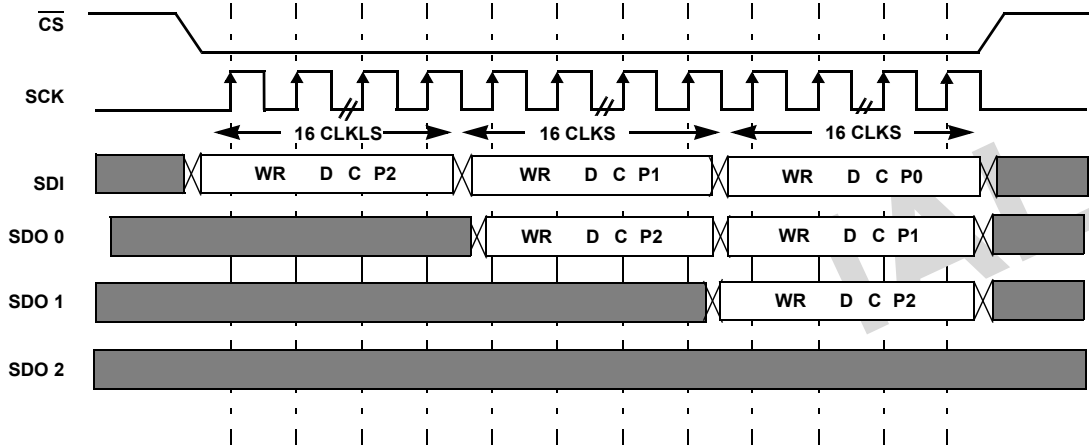 CS
SCK
16 CLKLS 16 CLKS 16 CLKS
SDI WR D C P2 WR D C P1 WR D C P0
SDO 0 WR D C P2 WR D C P1
SDO 1 WR D C P2
SDO 2